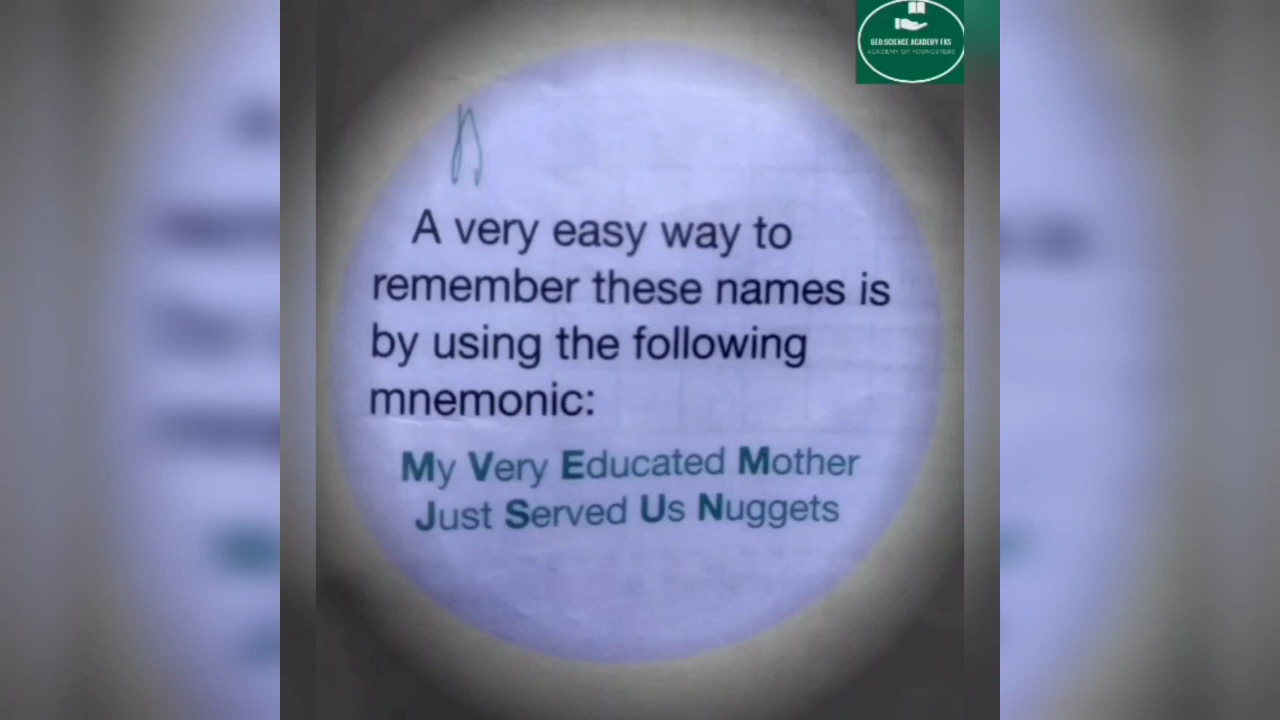 GEO SCIENCE ACADEMY FKS
ACADEMY OF YOUNGSTERS
A very easy way to
remember these names is
by using the following
mnemonic:
My Very Educated Mother
Just Served Us Nuggets